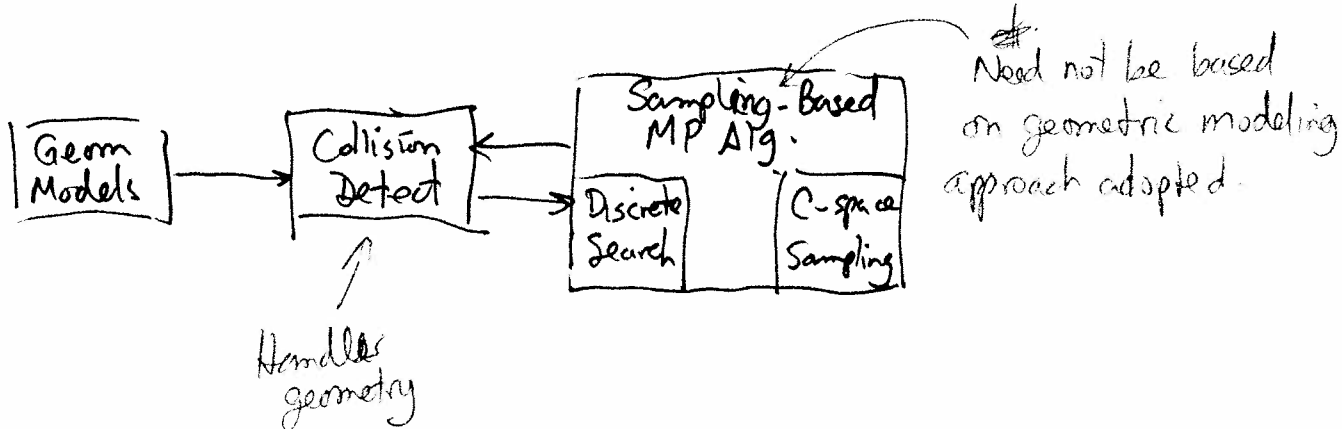 Geom
Models
Collision
Detect
Sampling-Based
MP Alg.
Discrete
Search
C-space
Sampling
Need not be based
on geometric modeling
approach adopted.
Handles
geometry